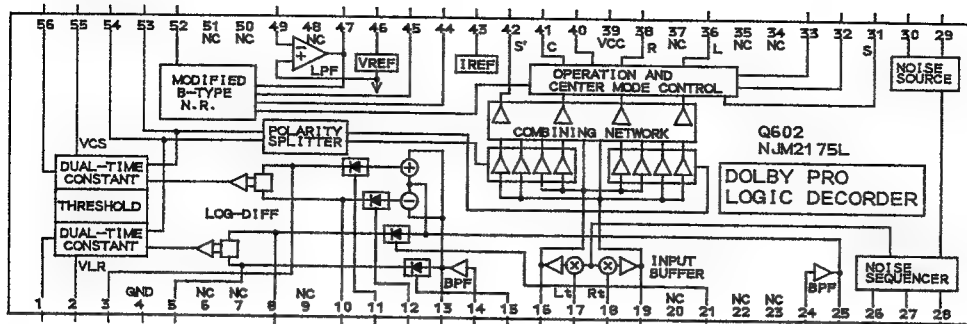 56 55 54 53 52 51 50 49 48 47 46 45 44 43 42 41 40 39 38 37 36 35 34 33 32 31 30 29
NC NC NC S' C VCC R NC L NC NC S
VREF IREF
LPF
MODIFIED
B-TYPE
N.R.
OPERATION AND
CENTER MODE CONTROL
NOISE
SOURCE
COMBINING NETWORK
POLARITY
SPLITTER
Q602
NJM2175L
VCS
DUAL-TIME
CONSTANT
THRESHOLD
DUAL-TIME
CONSTANT
VLR
LOG-DIFF
DOLBY PRO
LOGIC DECORDER
INPUT
BUFFER
BPF
Lt Rt
BPF
NOISE
SEQUENCER
GND NC NC NC NC NC NC
1 2 3 4 5 6 7 8 9 10 11 12 13 14 15 16 17 18 19 20 21 22 23 24 25 26 27 28